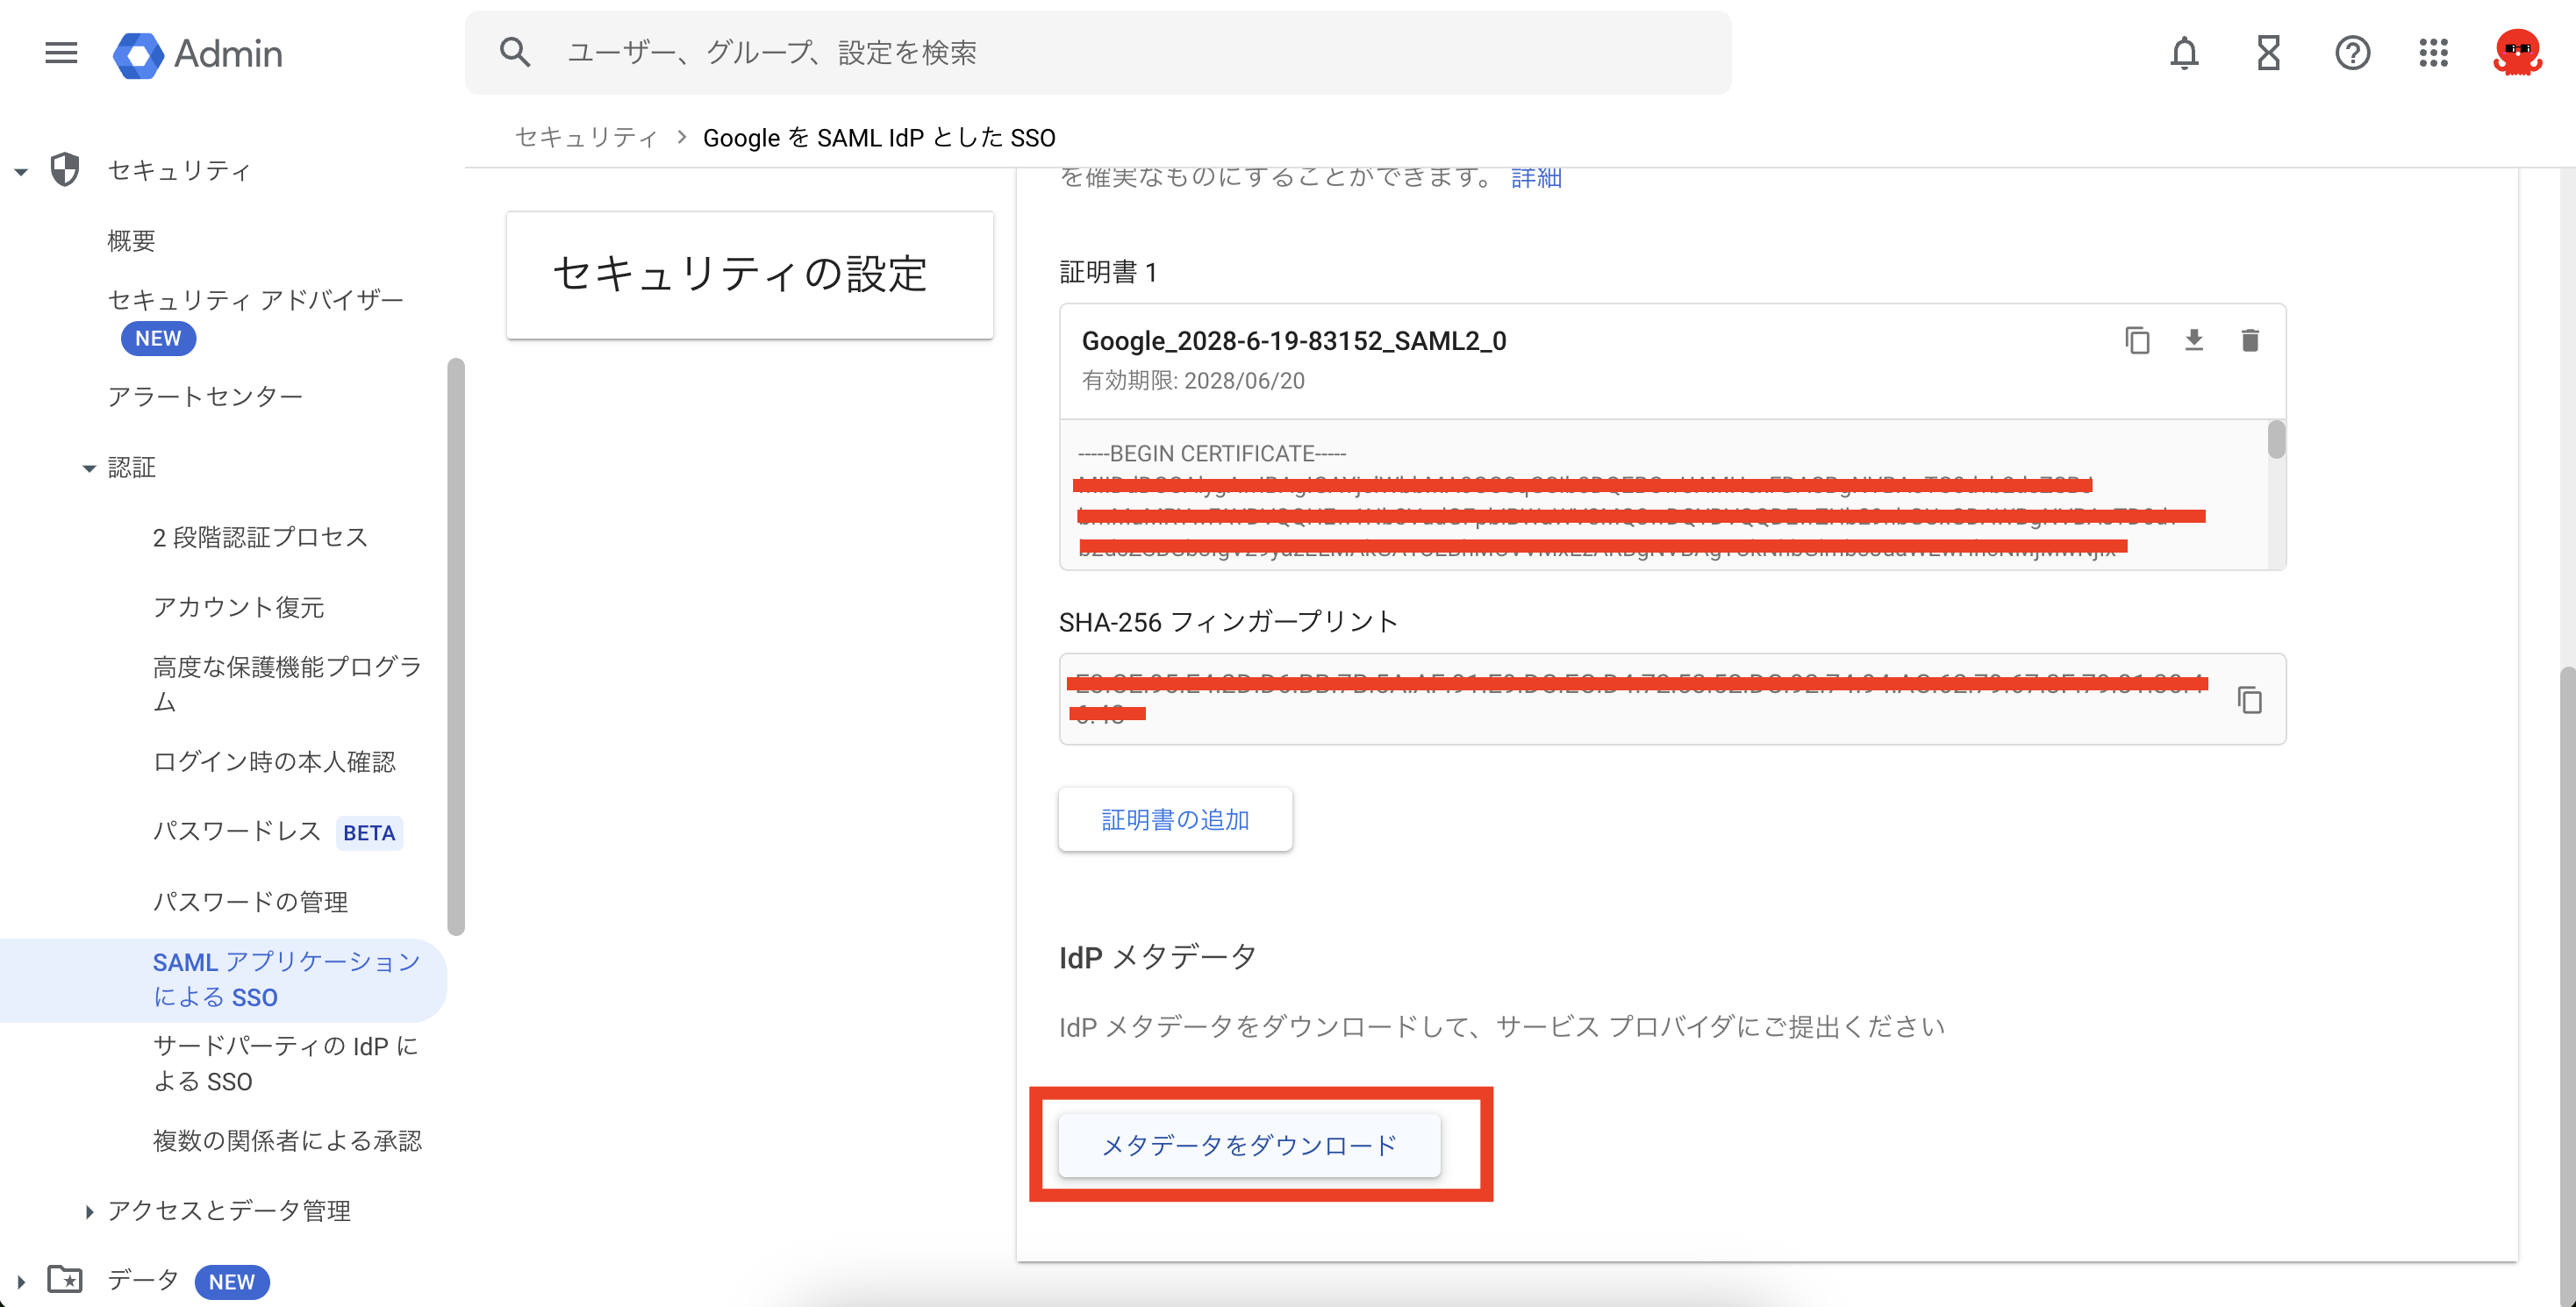 Admin
ユーザー、グループ、設定を検索
セキュリティ
概要
セキュリティ アドバイザー
NEW
アラートセンター
認証
2 段階認証プロセス
アカウント復元
高度な保護機能プログラ
ム
ログイン時の本人確認
パスワードレス BETA
パスワードの管理
SAML アプリケーション
による SSO
サードパーティの IdP に
よる SSO
複数の関係者による承認
アクセスとデータ管理
データ NEW
セキュリティ > Google を SAML IdP とした SSO
セキュリティの設定
を確実なものにすることができます。 詳細
証明書 1
Google_2028-6-19-83152_SAML2_0
有効期限: 2028/06/20
-----BEGIN CERTIFICATE-----
SHA-256 フィンガープリント
証明書の追加
IdP メタデータ
IdP メタデータをダウンロードして、サービス プロバイダにご提出ください
メタデータをダウンロード